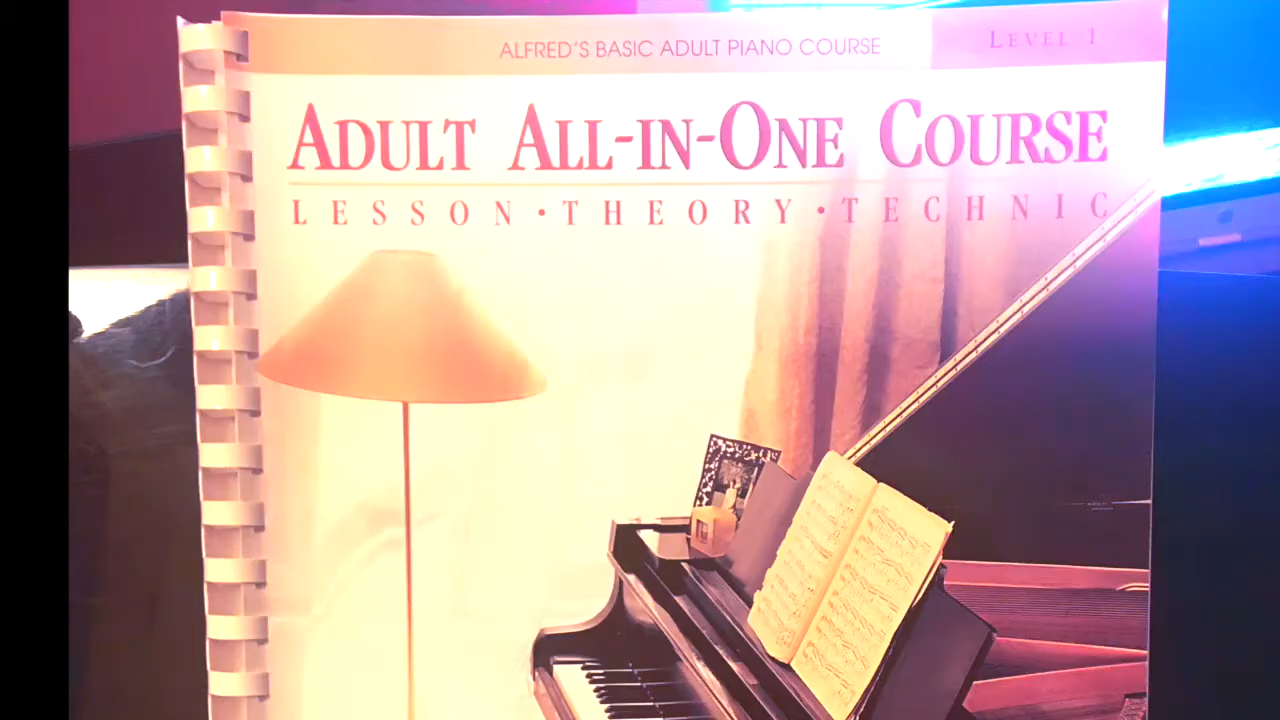 ALFRED'S BASIC ADULT PIANO COURSE
LEVEL 1
ADULT ALL-IN-ONE COURSE
LESSON • THEORY • TECHNIC